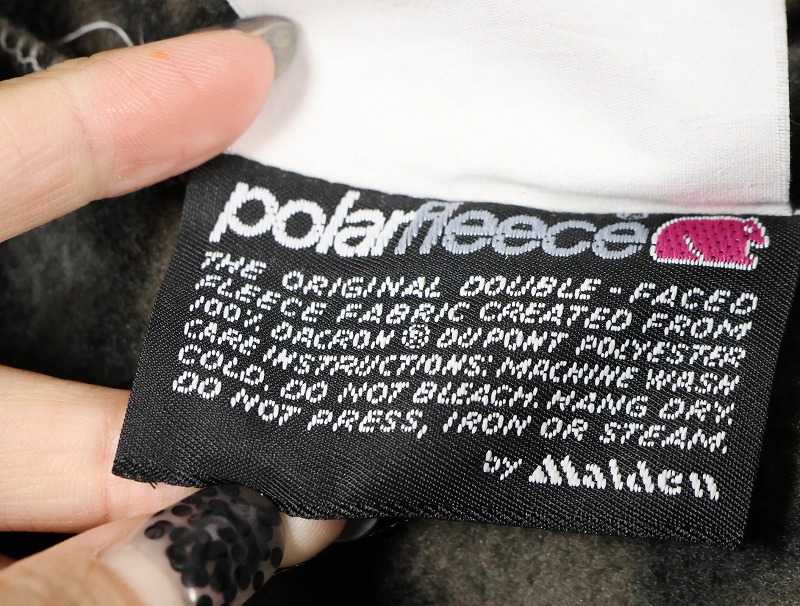 polarfleece®
THE ORIGINAL DOUBLE-FACED
FLEECE FABRIC CREATED FROM
100% DACRON ® DUPONT POLYESTER
CARE INSTRUCTIONS: MACHINE WASH
COLD. DO NOT BLEACH. HANG DRY.
DO NOT PRESS, IRON OR STEAM.
by Malden